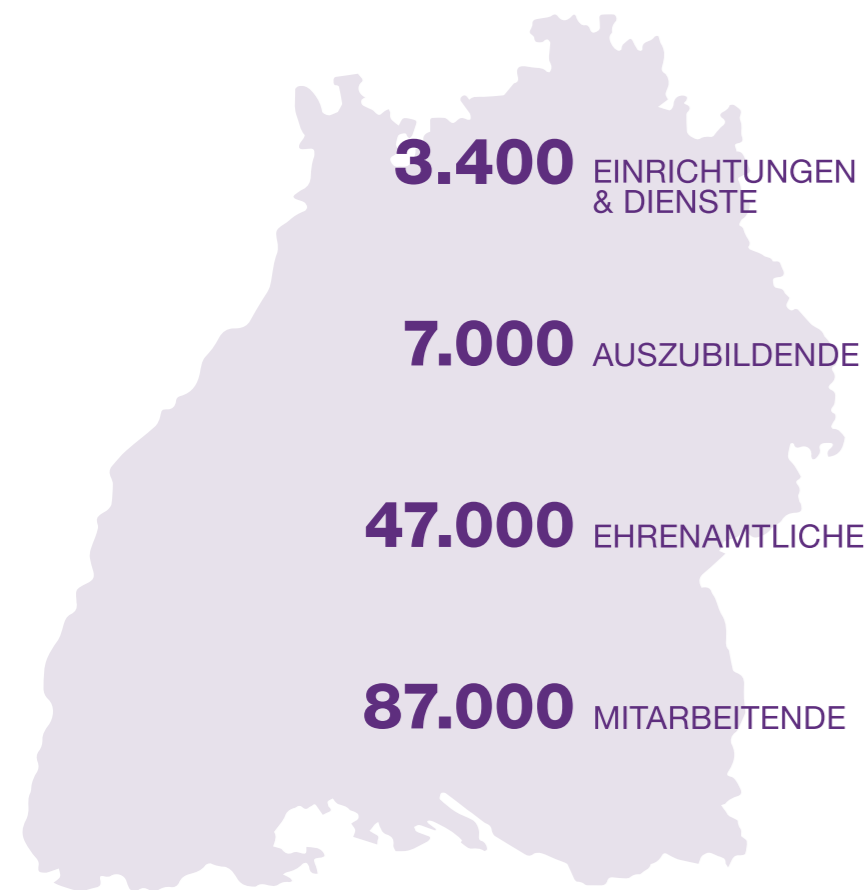 3.400 EINRICHTUNGEN
& DIENSTE
7.000 AUSZUBILDENDE
47.000 EHRENAMTLICHE
87.000 MITARBEITENDE